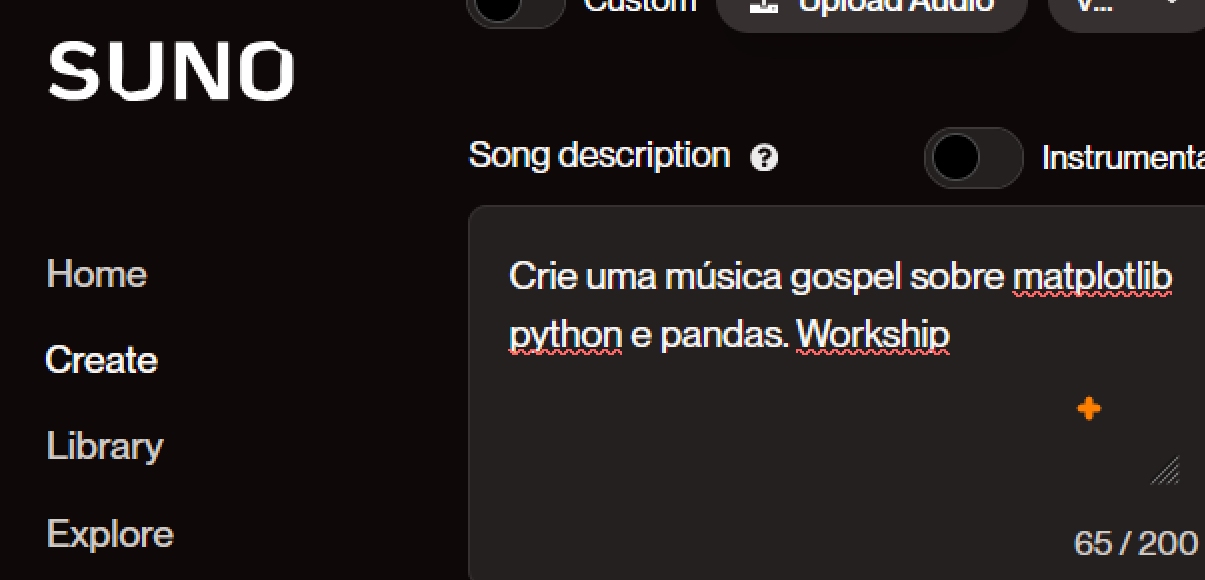 Custom
Upload Audio
v...
SUNO
Song description
Instrumenta
Home
Crie uma música gospel sobre matplotlib
python e pandas. Workship
Create
Library
Explore
65 / 200